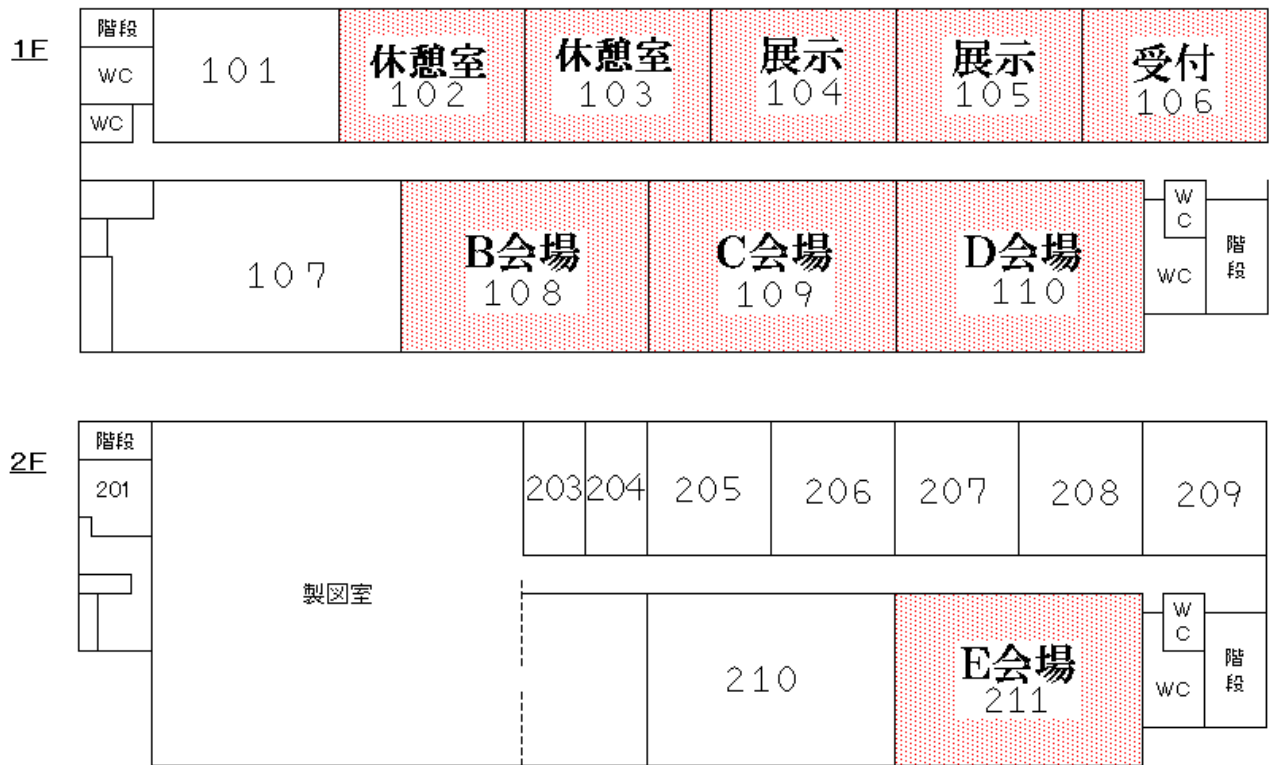 1F
階段
WC
WC
101
休憩室
102
休憩室
103
展示
104
展示
105
受付
106
107
B会場
108
C会場
109
D会場
110
WC
WC
階段
2F
階段
201
製図室
203
204
205
206
207
208
209
210
E会場
211
WC
WC
階段